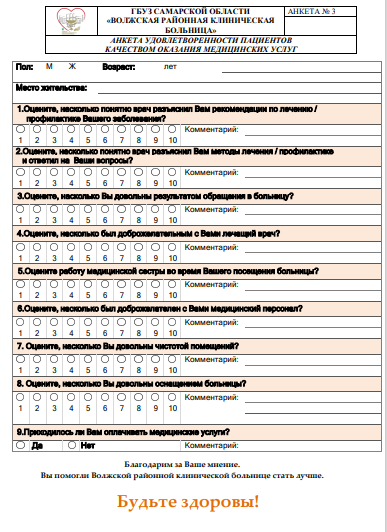 ГБУЗ САМАРСКОЙ ОБЛАСТИ
«ВОЛЖСКАЯ РАЙОННАЯ КЛИНИЧЕСКАЯ
БОЛЬНИЦА»
АНКЕТА № 3
АНКЕТА УДОВЛЕТВОРЕННОСТИ ПАЦИЕНТОВ
КАЧЕСТВОМ ОКАЗАНИЯ МЕДИЦИНСКИХ УСЛУГ
Пол: М Ж Возраст: лет
Место жительства:
1.Оцените, насколько понятно врач разъяснил Вам рекомендации по лечению /
профилактике Вашего заболевания?
Комментарий:
1 2 3 4 5 6 7 8 9 10
2.Оцените, насколько понятно врач разъяснил Вам методы лечения / профилактике
и ответил на Ваши вопросы?
Комментарий:
1 2 3 4 5 6 7 8 9 10
3.Оцените, насколько Вы довольны результатом обращения в больницу?
Комментарий:
1 2 3 4 5 6 7 8 9 10
4.Оцените, насколько был доброжелательным с Вами лечащий врач?
Комментарий:
1 2 3 4 5 6 7 8 9 10
5.Оцените работу медицинской сестры во время Вашего посещения больницы?
Комментарий:
1 2 3 4 5 6 7 8 9 10
6.Оцените, насколько был доброжелателен с Вами медицинский персонал?
Комментарий:
1 2 3 4 5 6 7 8 9 10
7. Оцените, насколько Вы довольны чистотой помещений?
Комментарий:
1 2 3 4 5 6 7 8 9 10
8. Оцените, насколько Вы довольны оснащением больницы?
Комментарий:
1 2 3 4 5 6 7 8 9 10
9.Приходилось ли Вам оплачивать медицинские услуги?
Да Нет Комментарий:
Благодарим за Ваше мнение.
Вы помогли Волжской районной клинической больнице стать лучше.
Будьте здоровы!